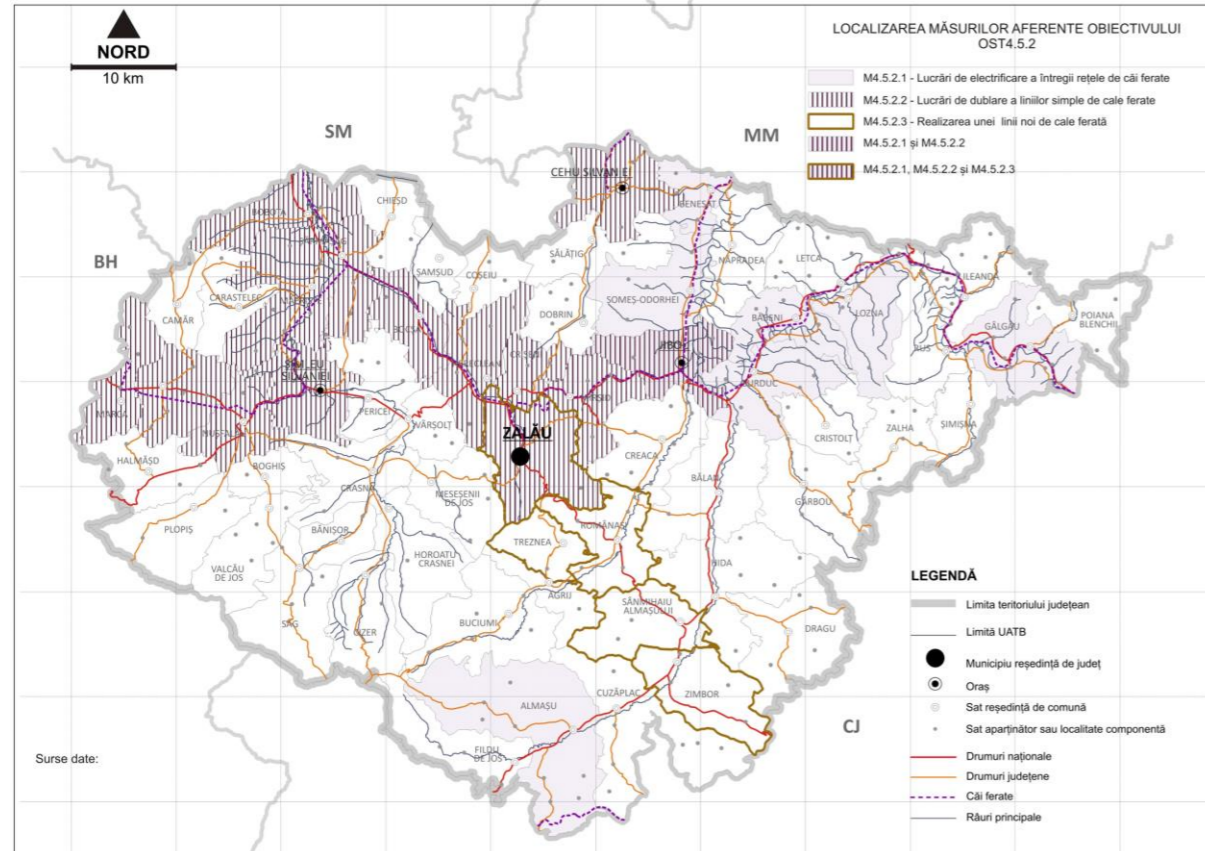 NORD
10 km
LOCALIZAREA MĂSURILOR AFERENTE OBIECTIVULUI
OST4.5.2
M4.5.2.1 - Lucrări de electrificare a întregii rețele de căi ferate
M4.5.2.2 - Lucrări de dublare a liniilor simple de cale ferate
M4.5.2.3 - Realizarea unei linii noi de cale ferată
M4.5.2.1 și M4.5.2.2
M4.5.2.1, M4.5.2.2 și M4.5.2.3
SM
MM
BH
CJ
CEHU SILVANIEI
BENESAT
CHIESD
BOBOTA
SĂLĂȚIG
NAPRADEA
LETCA
ILEANDA
SAMȘUD
COȘEIU
SOMEȘ-ODORHEI
CARASTELEC
CAMĂR
DOBRIN
BĂBENI
LOZNA
GÂLGĂU
POIANA
BLENCHII
BOCȘA
JIBOU
SILVANIEI
SURDUC
PERICEI
VÂRȘOLT
CRISTOLȚ
ZALHA
ȘIMIȘNA
ZALĂU
CREACA
HALMĂȘD
BOGHIȘ
CRASNA
MESEȘENII
DE JOS
BĂLAN
GÂRBOU
PLOPIȘ
BĂNIȘOR
ROMÂNAȘI
TREZNEA
VALCĂU
DE JOS
HOROATU
CRASNEI
HIDA
AGRIJ
SÂNMIHAIU
ALMAȘULUI
SÂG
CIZER
BUCIUMI
DRAGU
ALMAȘU
CUZĂPLAC
ZIMBOR
FILDU
DE JOS
Surse date:
LEGENDĂ
Limita teritoriului județean
Limită UATB
Municipiu reședință de județ
Oraș
Sat reședință de comună
Sat aparținător sau localitate componentă
Drumuri naționale
Drumuri județene
Căi ferate
Râuri principale